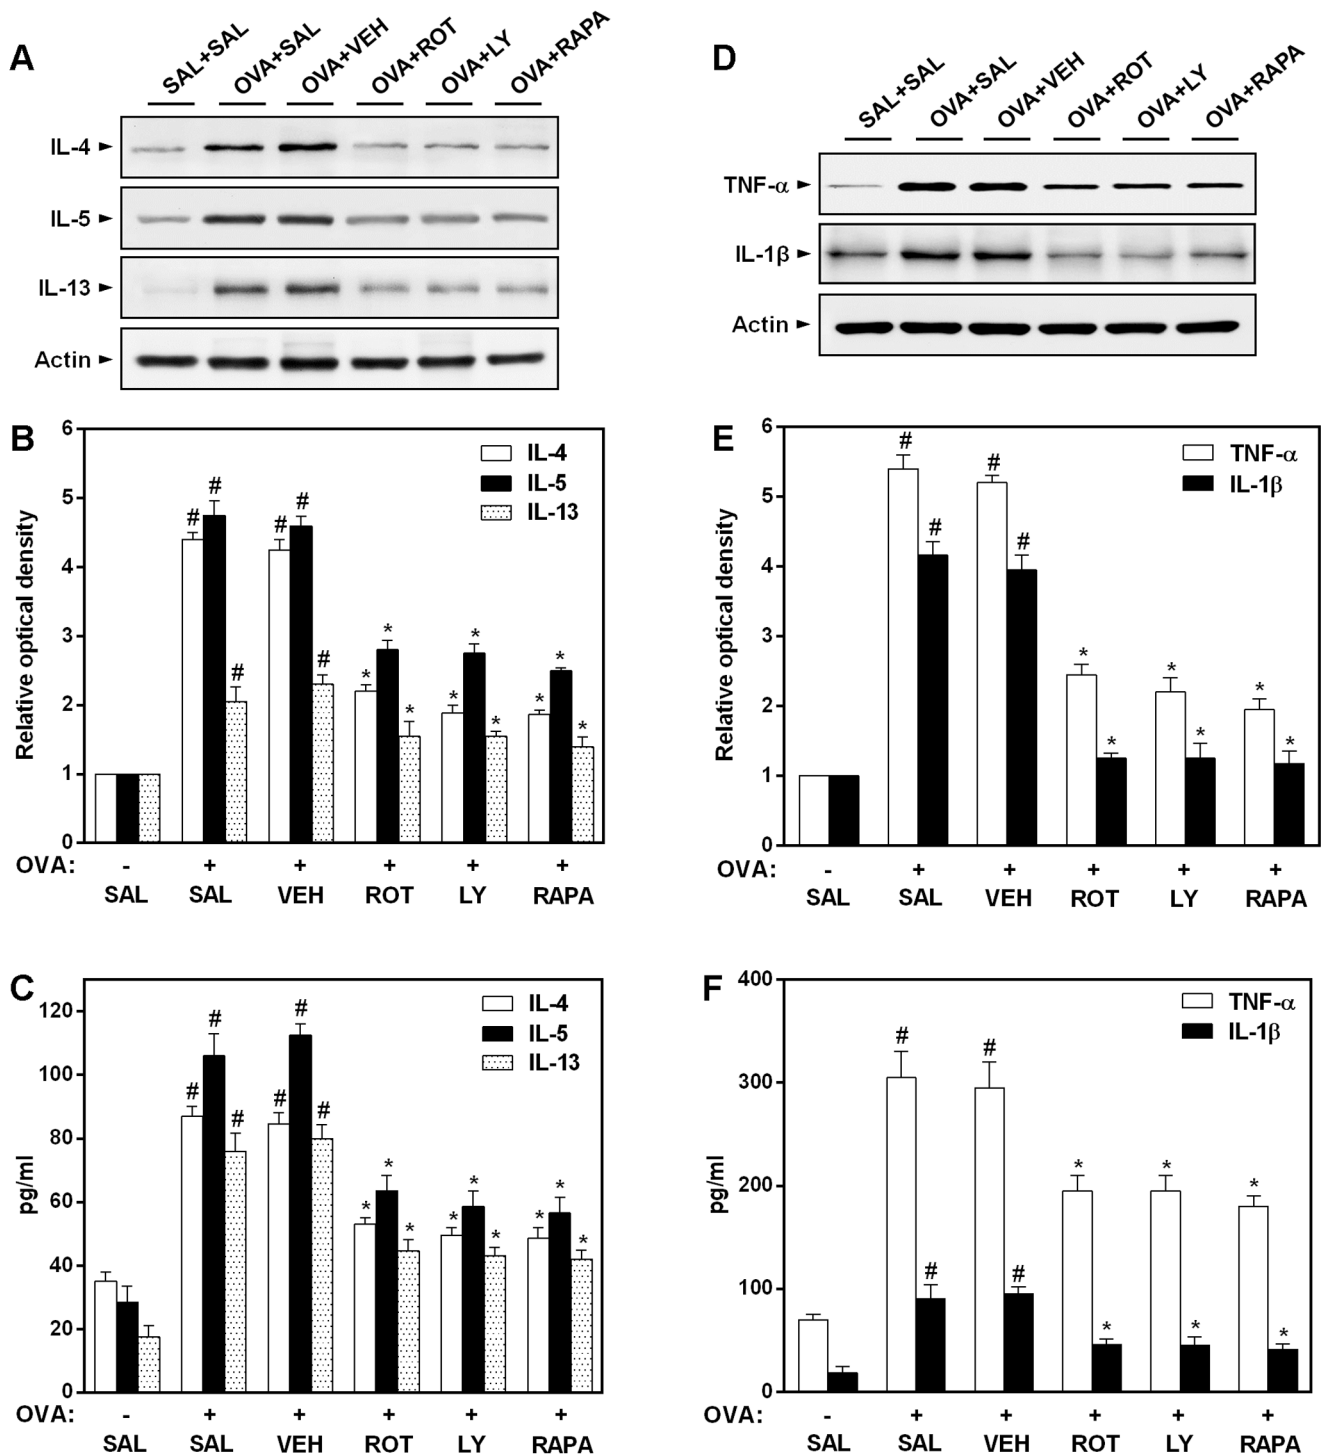 A
SAL+SAL
OVA+SAL
OVA+VEH
OVA+ROT
OVA+LY
OVA+RAPA
IL-4 ►
IL-5 ►
IL-13 ►
Actin ►
B
Relative optical density
6
5
4
3
2
1
0
IL-4
IL-5
IL-13
# # #
# # #
* * *
* * *
* * *
OVA: - + + + + +
SAL SAL VEH ROT LY RAPA
C
pg/ml
120
100
80
60
40
20
0
IL-4
IL-5
IL-13
# # #
# # #
* * *
* * *
* * *
OVA: - + + + + +
SAL SAL VEH ROT LY RAPA
D
SAL+SAL
OVA+SAL
OVA+VEH
OVA+ROT
OVA+LY
OVA+RAPA
TNF-α ►
IL-1β ►
Actin ►
E
Relative optical density
6
5
4
3
2
1
0
TNF-α
IL-1β
# #
# #
* *
* *
* *
OVA: - + + + + +
SAL SAL VEH ROT LY RAPA
F
pg/ml
400
300
200
100
0
TNF-α
IL-1β
# #
# #
* *
* *
* *
OVA: - + + + + +
SAL SAL VEH ROT LY RAPA